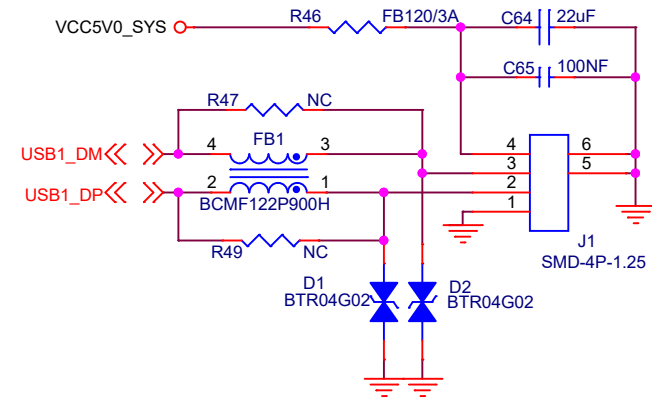 R46 FB120/3A C64 22uF
VCC5V0_SYS
C65 100NF
R47 NC
FB1
4 3
USB1_DM
4 6
3 5
2 1
2
USB1_DP
BCMF122P900H
1
R49 NC
J1
SMD-4P-1.25
D1 D2
BTR04G02 BTR04G02